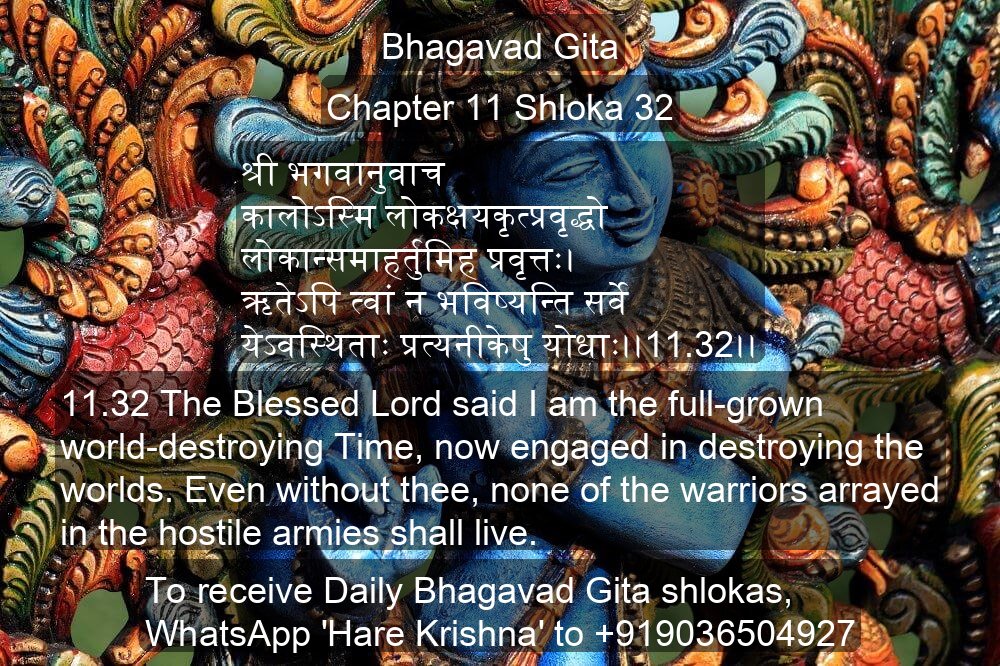 Bhagavad Gita
Chapter 11 Shloka 32
श्री भगवानुवाच
कालोऽस्मि लोकक्षयकृत्प्रवृद्धो
लोकान्समाहर्तुमिह प्रवृत्तः।
ऋतेऽपि त्वां न भविष्यन्ति सर्वे
येऽवस्थिताः प्रत्यनीकेषु योधाः।।11.32।।
11.32 The Blessed Lord said I am the full-grown
world-destroying Time, now engaged in destroying the
worlds. Even without thee, none of the warriors arrayed
in the hostile armies shall live.
To receive Daily Bhagavad Gita shlokas,
WhatsApp 'Hare Krishna' to +919036504927